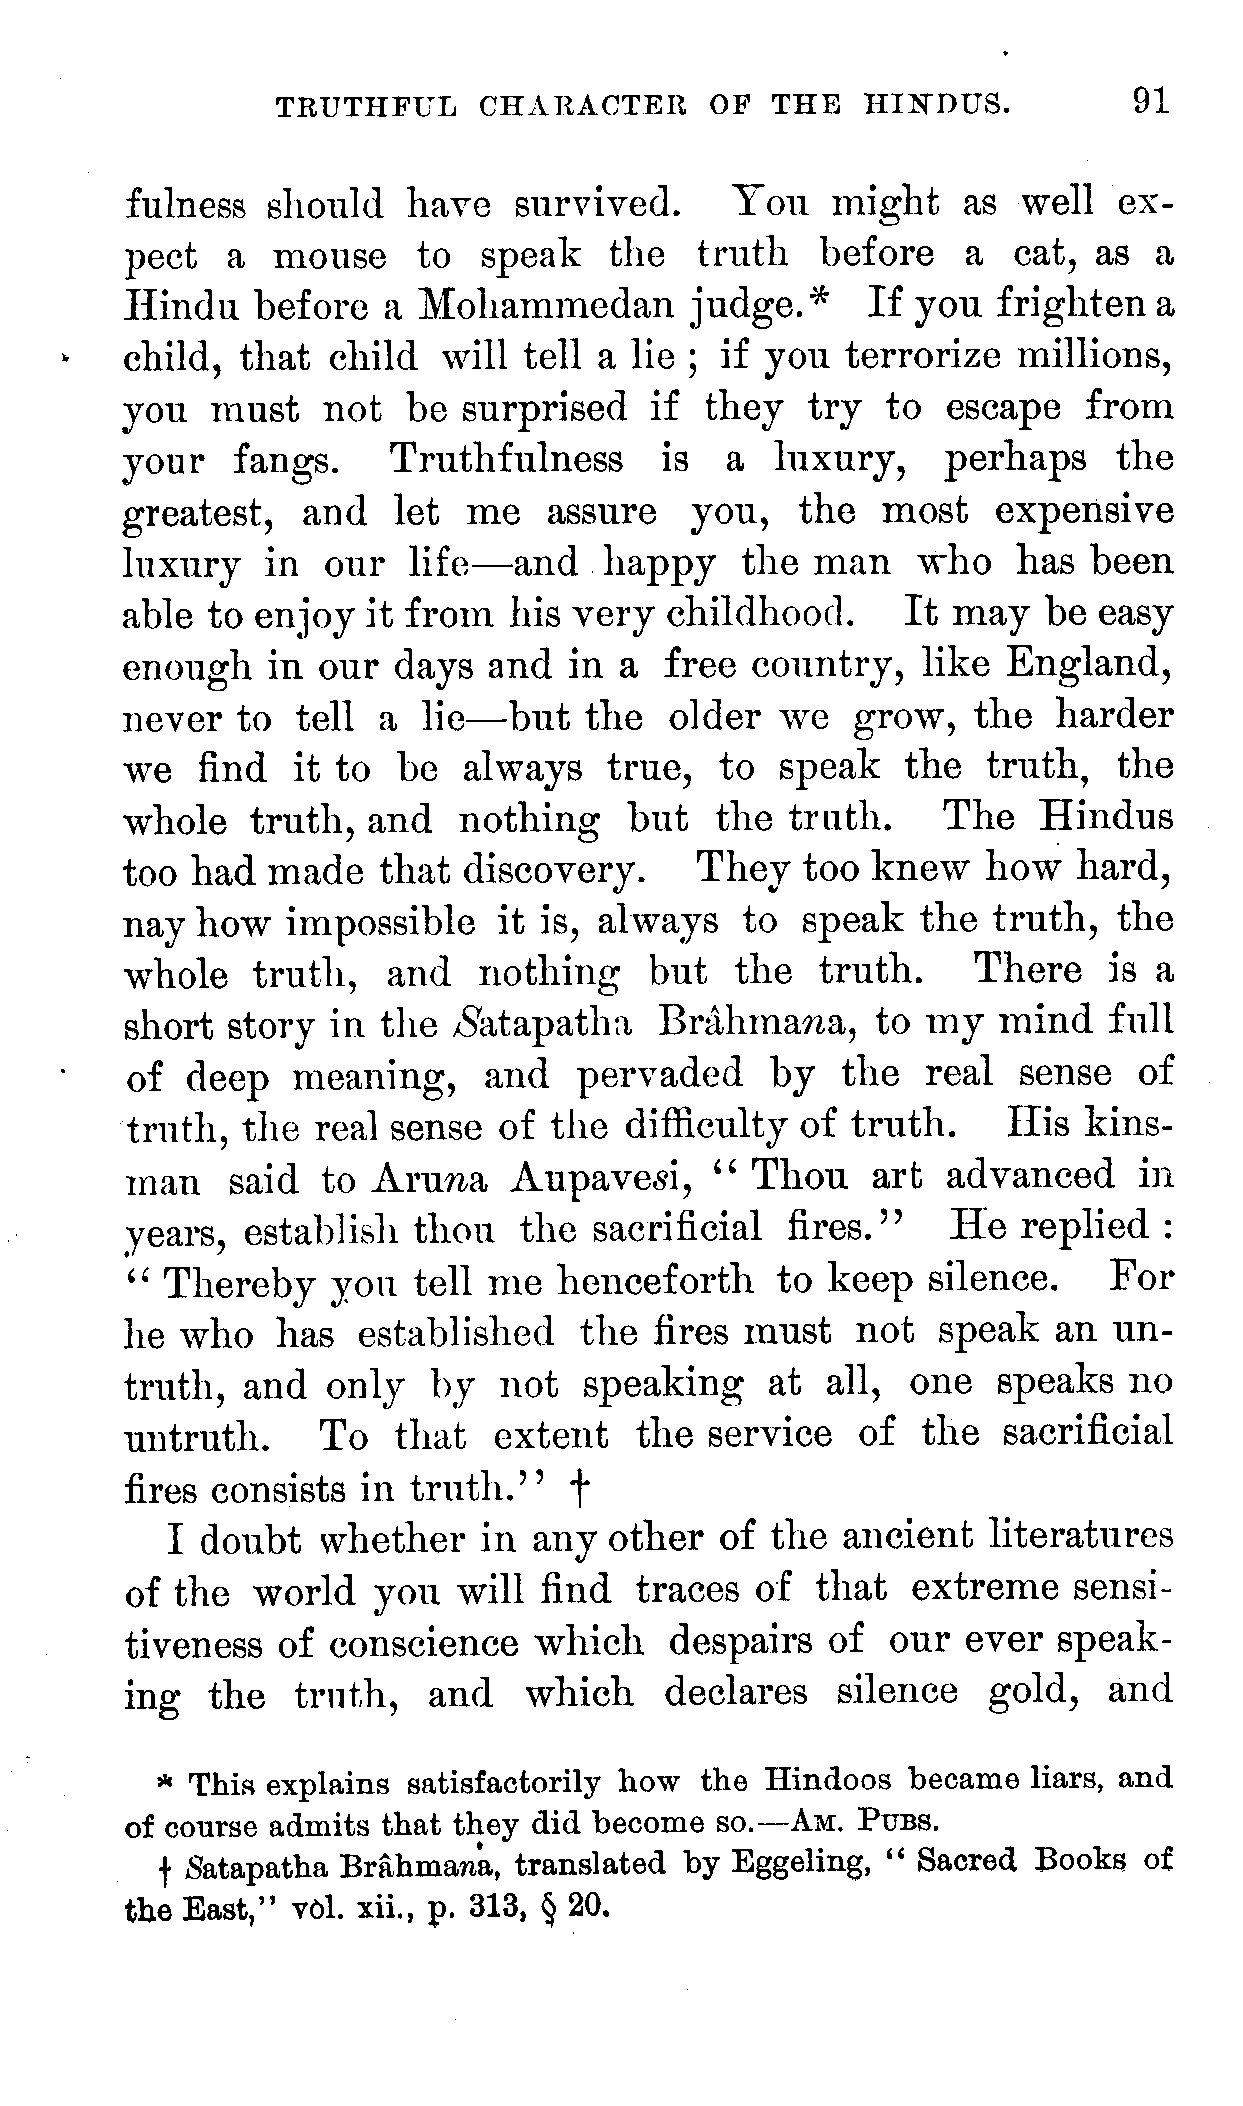 TRUTHFUL CHARACTER OF THE HINDUS. 91
fulness should have survived. You might as well ex-
pect a mouse to speak the truth before a cat, as a
Hindu before a Mohammedan judge.* If you frighten a
child, that child will tell a lie ; if you terrorize millions,
you must not be surprised if they try to escape from
your fangs. Truthfulness is a luxury, perhaps the
greatest, and let me assure you, the most expensive
luxury in our life—and happy the man who has been
able to enjoy it from his very childhood. It may be easy
enough in our days and in a free country, like England,
never to tell a lie—but the older we grow, the harder
we find it to be always true, to speak the truth, the
whole truth, and nothing but the truth. The Hindus
too had made that discovery. They too knew how hard,
nay how impossible it is, always to speak the truth, the
whole truth, and nothing but the truth. There is a
short story in the Satapatha Brâhmana, to my mind full
of deep meaning, and pervaded by the real sense of
truth, the real sense of the difficulty of truth. His kins-
man said to Aruna Aupavesi, “ Thou art advanced in
years, establish thou the sacrificial fires.” He replied :
“ Thereby you tell me henceforth to keep silence. For
he who has established the fires must not speak an un-
truth, and only by not speaking at all, one speaks no
untruth. To that extent the service of the sacrificial
fires consists in truth.” †
I doubt whether in any other of the ancient literatures
of the world you will find traces of that extreme sensi-
tiveness of conscience which despairs of our ever speak-
ing the truth, and which declares silence gold, and
* This explains satisfactorily how the Hindoos became liars, and
of course admits that they did become so.—AM. PUBS.
† Satapatha Brâhmana, translated by Eggeling, “ Sacred Books of
the East,” vol. xii., p. 313, § 20.